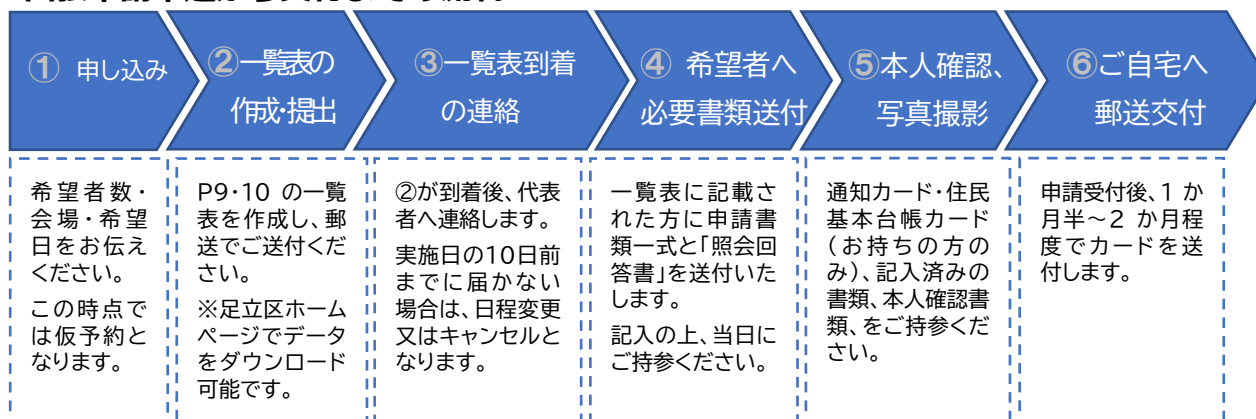 ① 申し込み
②一覧表の
作成・提出
③一覧表到着
の連絡
④ 希望者へ
必要書類送付
⑤本人確認、
写真撮影
⑥ご自宅へ
郵送交付
希望者数・
会場・希望
日をお伝え
ください。
この時点で
は仮予約と
なります。
P9・10 の一覧
表を作成し、郵
送でご送付くだ
さい。
※足立区ホーム
ページでデータ
をダウンロード
可能です。
②が到着後、代表
者へ連絡します。
実施日の10日前
までに届かない
場合は、日程変更
又はキャンセルと
なります。
一覧表に記載さ
れた方に申請書
類一式と「照会回
答書」を送付いた
します。
記入の上、当日に
ご持参ください。
通知カード・住民
基本台帳カード
(お持ちの方の
み)、記入済みの
書類、本人確認書
類、をご持参くだ
さい。
申請受付後、1 か
月半～2 か月程
度でカードを送
付します。